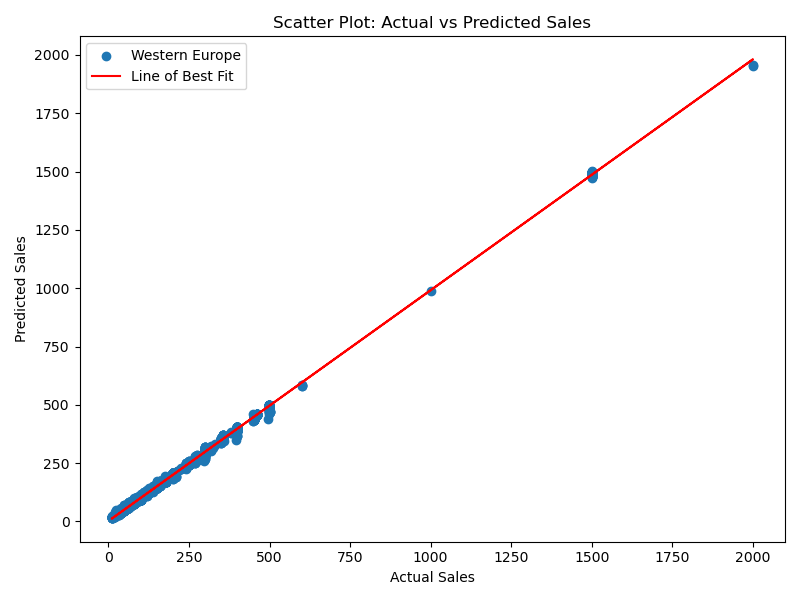 Scatter Plot: Actual vs Predicted Sales
Western Europe
Line of Best Fit
Predicted Sales
2000
1750
1500
1250
1000
750
500
250
0
0 250 500 750 1000 1250 1500 1750 2000
Actual Sales